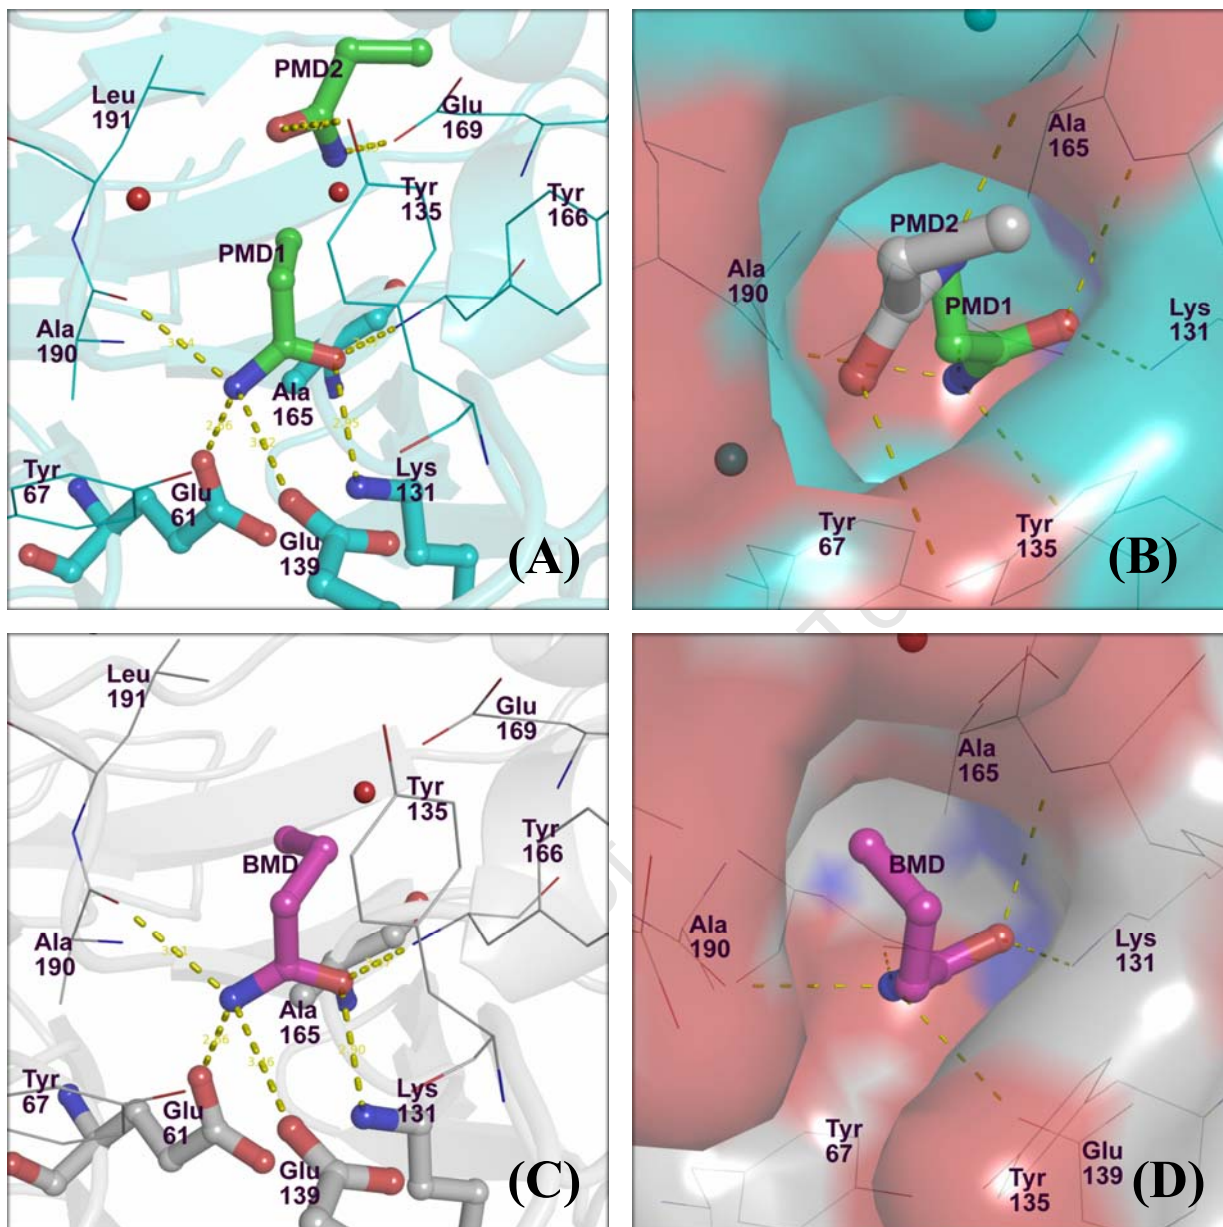 PMD2
Leu
191
Glu
169
Tyr
135
Tyr
166
PMD1
Ala
190
Ala
165
2.95
Tyr
67
Glu
61
Lys
131
Glu
139
(A)
Ala
165
PMD2
Ala
190
PMD1
Lys
131
Tyr
67
Tyr
135
(B)
Leu
191
Glu
169
Tyr
135
Tyr
166
BMD
Ala
190
Ala
165
Tyr
67
Glu
61
Lys
131
Glu
139
(C)
Ala
165
BMD
Ala
190
Lys
131
Tyr
67
Glu
139
Tyr
135
(D)